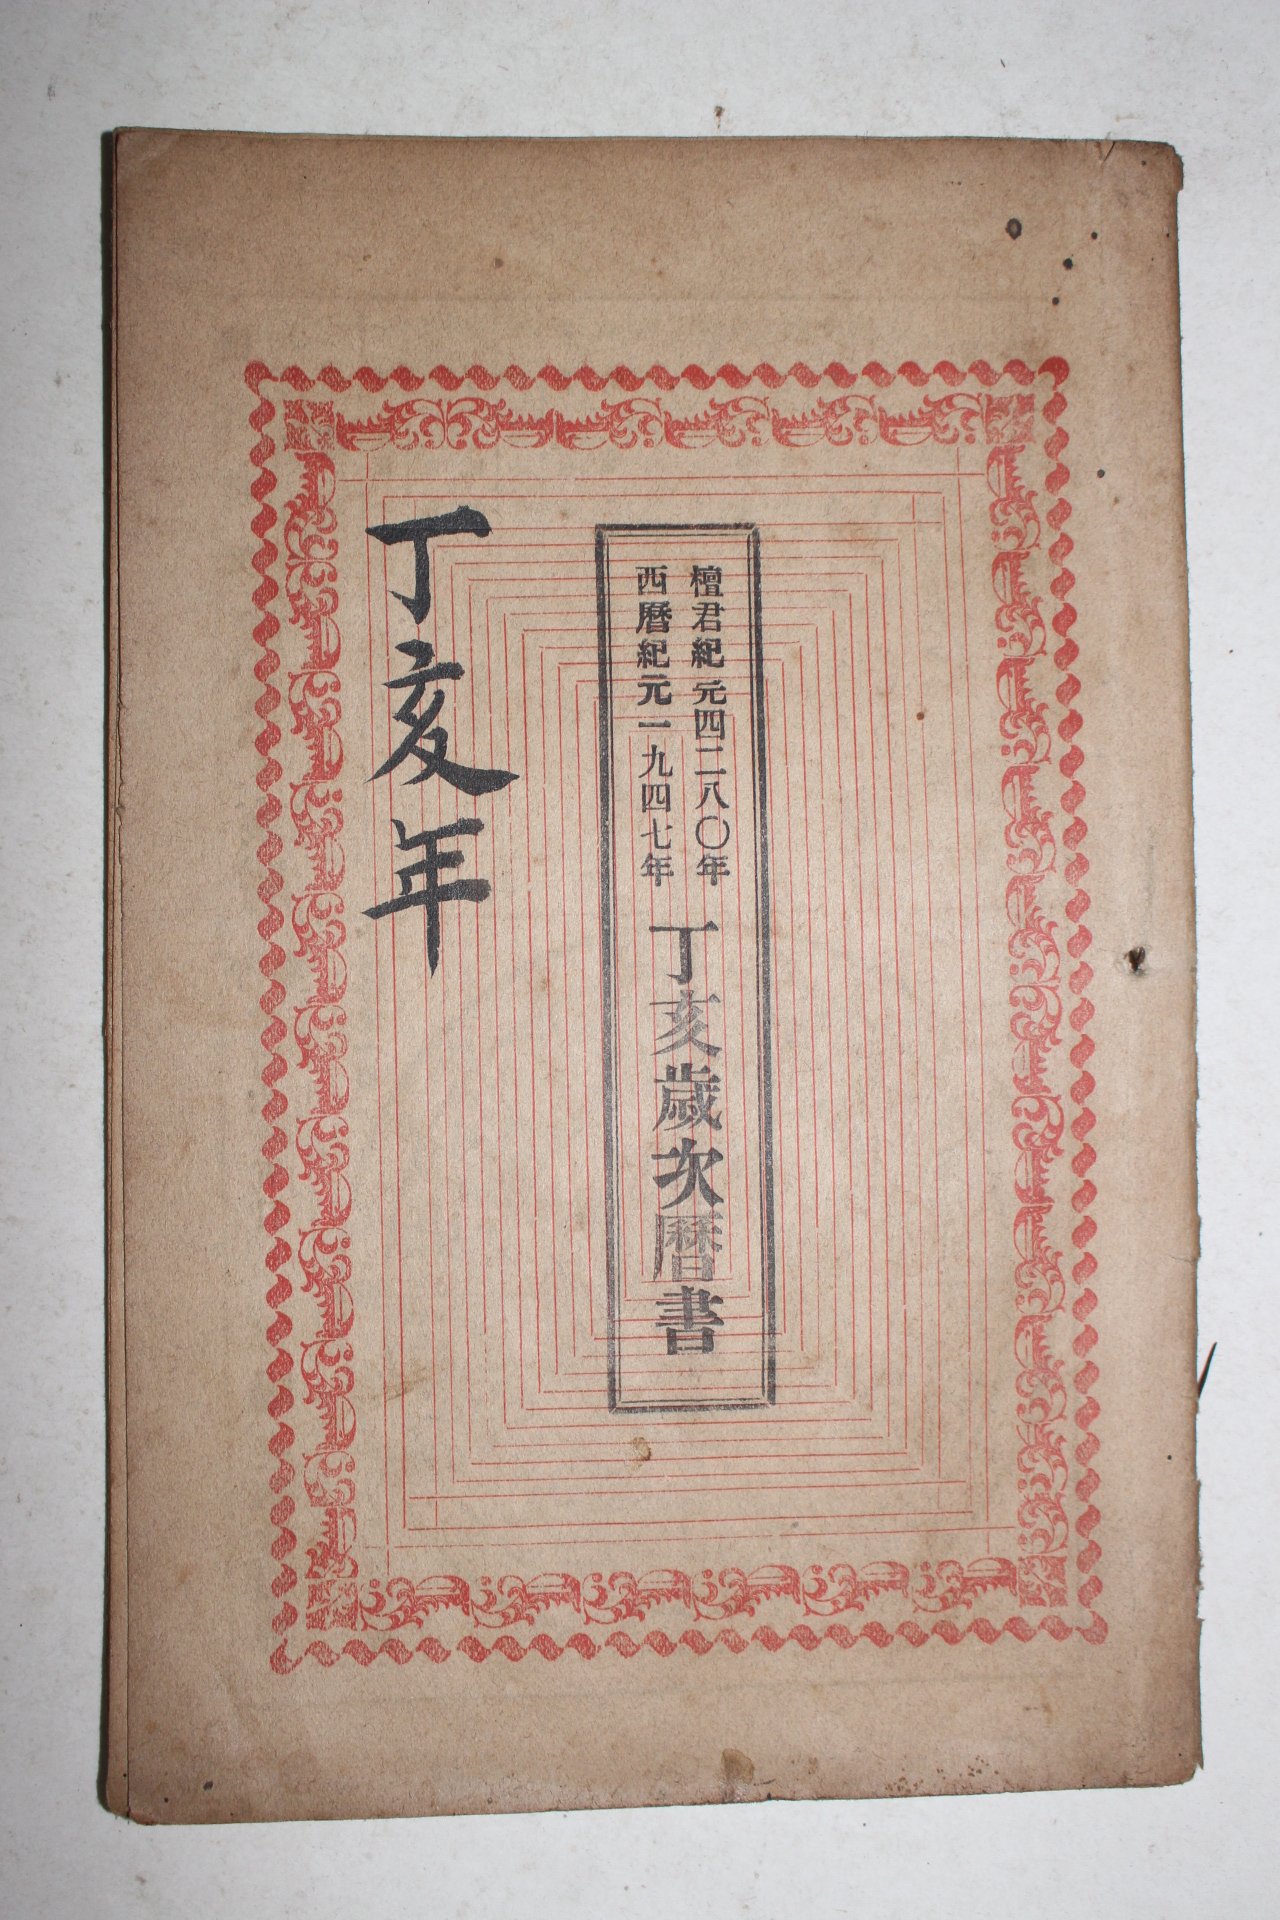 檀君紀元四二八〇年
西曆紀元一九四七年
丁亥歲次曆書
丁亥年